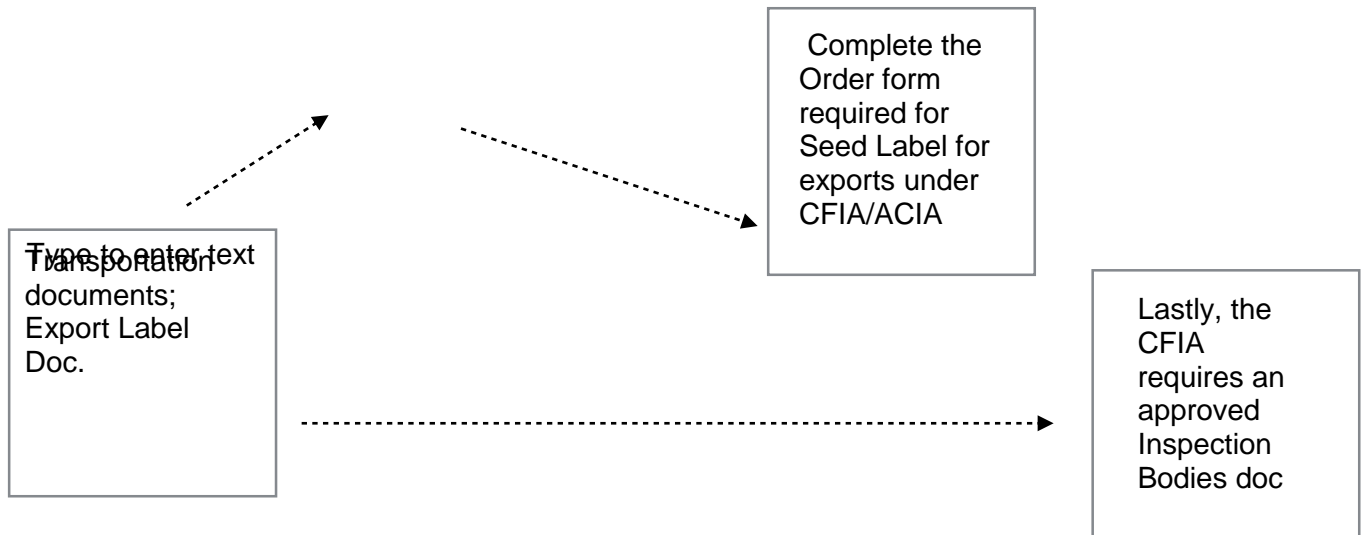 Complete the
Order form
required for
Seed Label for
exports under
CFIA/ACIA
Type to enter text
Transportation
documents;
Export Label
Doc.
Lastly, the
CFIA
requires an
approved
Inspection
Bodies doc